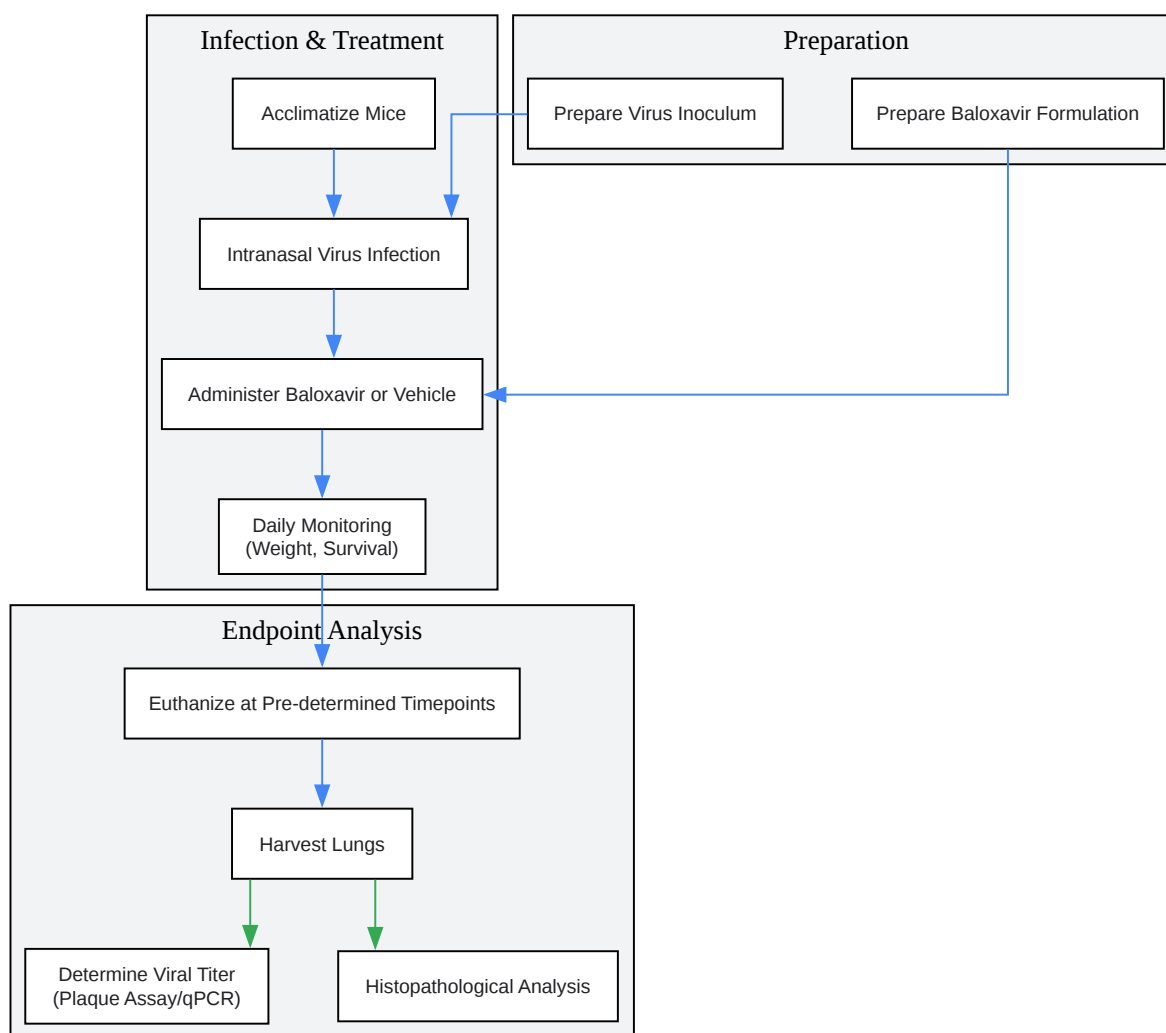 Infection & Treatment
Preparation
Acclimatize Mice
Prepare Virus Inoculum
Prepare Baloxavir Formulation
Intranasal Virus Infection
Administer Baloxavir or Vehicle
Daily Monitoring
(Weight, Survival)
Endpoint Analysis
Euthanize at Pre-determined Timepoints
Harvest Lungs
Determine Viral Titer
(Plaque Assay/qPCR)
Histopathological Analysis